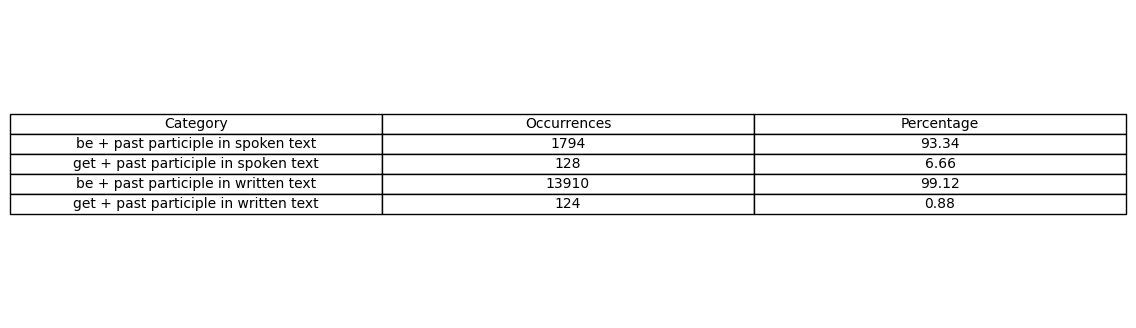 Category Occurrences Percentage
be + past participle in spoken text 1794 93.34
get + past participle in spoken text 128 6.66
be + past participle in written text 13910 99.12
get + past participle in written text 124 0.88